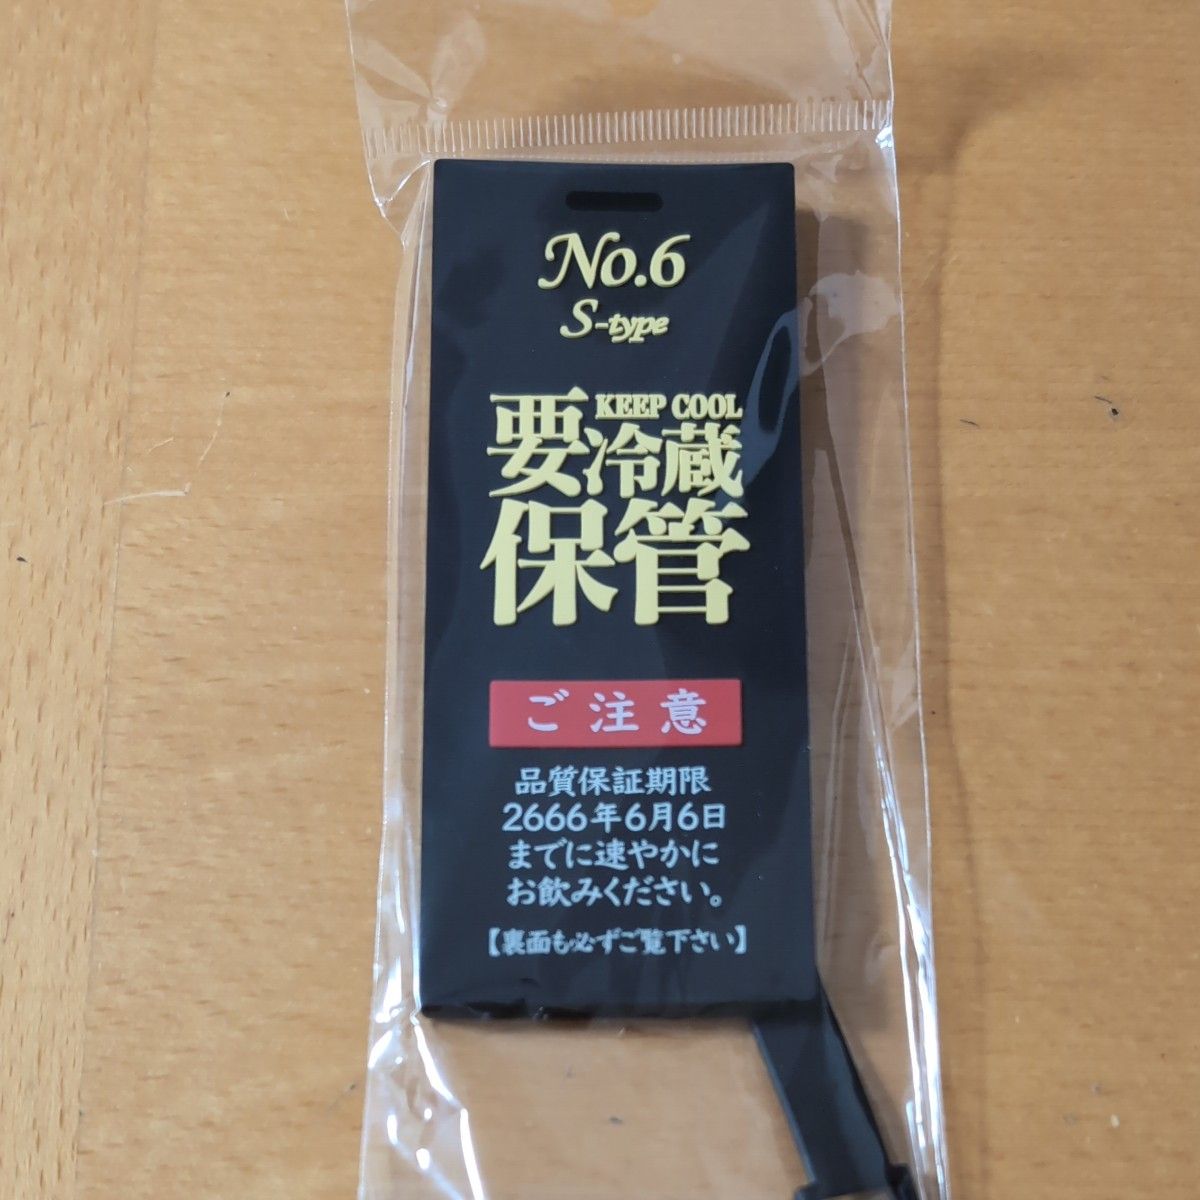 No.6
S-type
KEEP COOL
要冷蔵
保管
ご注意
品質保証期限
2666年6月6日
までに速やかに
お飲みください。
【裏面も必ずご覧下さい】